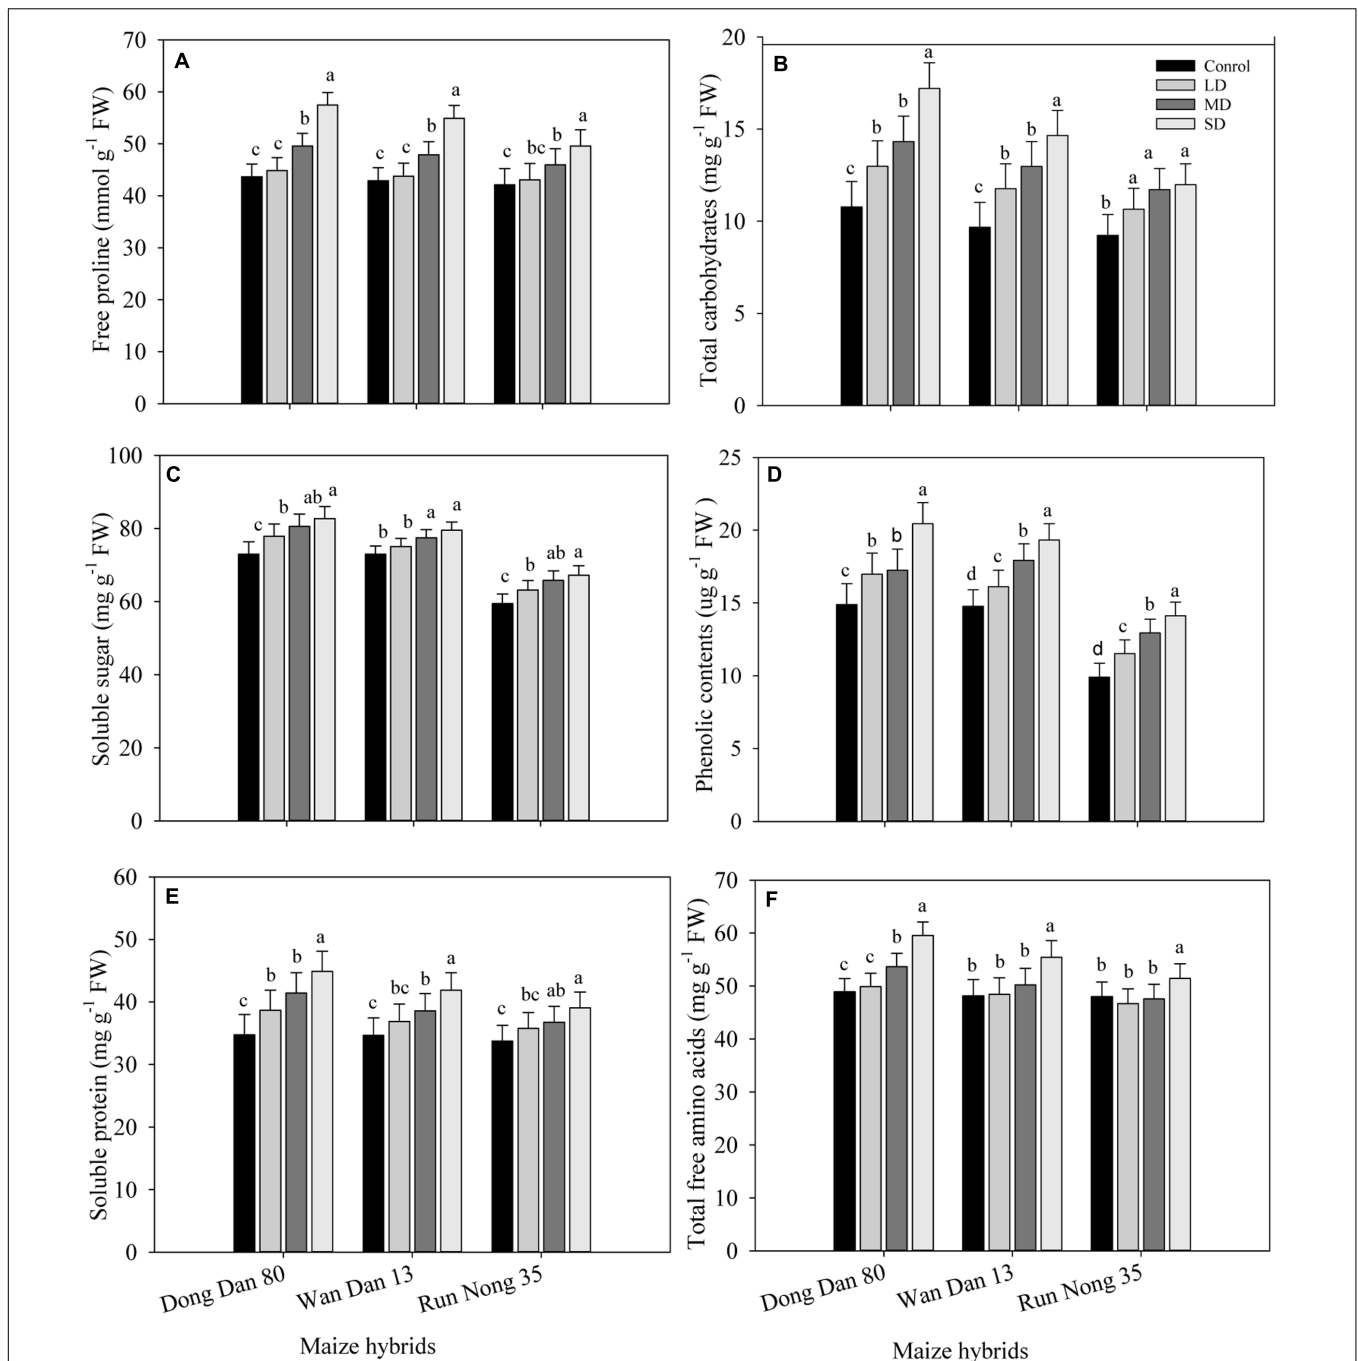 A
70
60
50
40
30
20
10
0
Free proline (mmol g-1 FW)
c c b a
c c b a
c bc b a
B
20
15
10
5
0
Total carbohydrates (mg g-1 FW)
Conrol
LD
MD
SD
c b b a
c b b a
b a a a
C
100
80
60
40
20
0
Soluble sugar (mg g-1 FW)
c b ab a
b b a a
c b ab a
D
25
20
15
10
5
0
Phenolic contents (ug g-1 FW )
c b b a
d c b a
d c b a
E
60
50
40
30
20
10
0
Soluble protein (mg g-1 FW)
c b b a
c bc b a
c bc ab a
Dong Dan 80
Wan Dan 13
Run Nong 35
Maize hybrids
F
70
60
50
40
30
20
10
0
Total free amino acids (mg g-1 FW)
c c b a
b b b a
b b b a
Dong Dan 80
Wan Dan 13
Run Nong 35
Maize hybrids